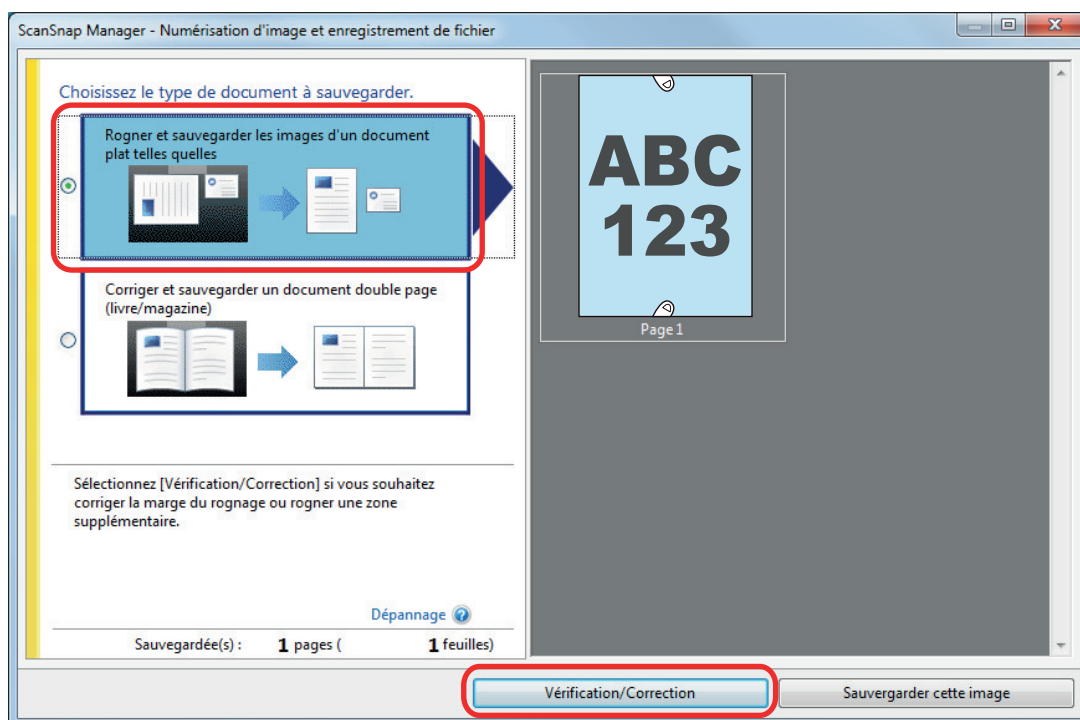 ScanSnap Manager - Numérisation d'image et enregistrement de fichier
Choisissez le type de document à sauvegarder.
Rogner et sauvegarder les images d'un document
plat telles quelles
Corriger et sauvegarder un document double page
(livre/magazine)
Sélectionnez [Vérification/Correction] si vous souhaitez
corriger la marge du rognage ou rogner une zone
supplémentaire.
Dépannage
Sauvegardée(s) : 1 pages ( 1 feuilles)
ABC
123
Page 1
Vérification/Correction
Sauvergarder cette image